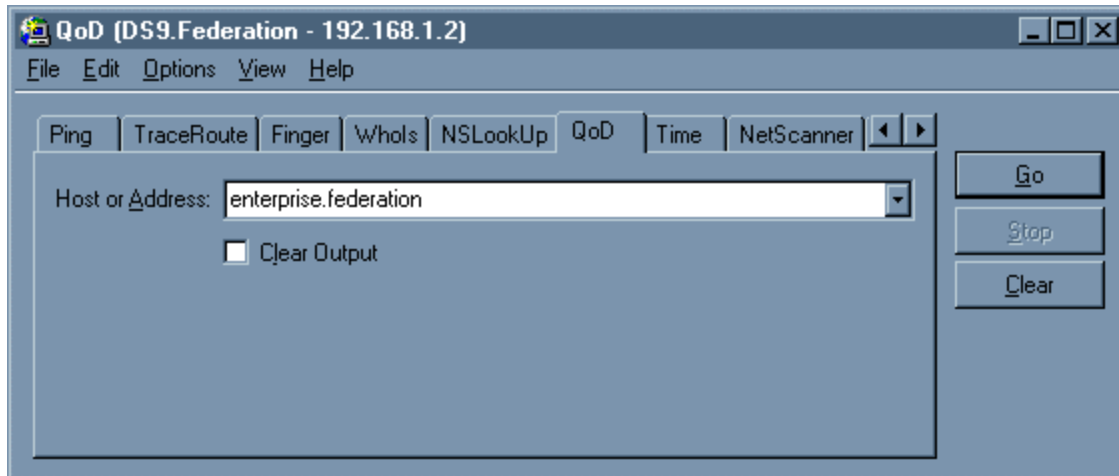 QoD (DS9.Federation - 192.168.1.2)
File Edit Options View Help
Ping TraceRoute Finger WhoIs NSLookUp QoD Time NetScanner
Host or Address: enterprise.federation
Clear Output
Go
Stop
Clear